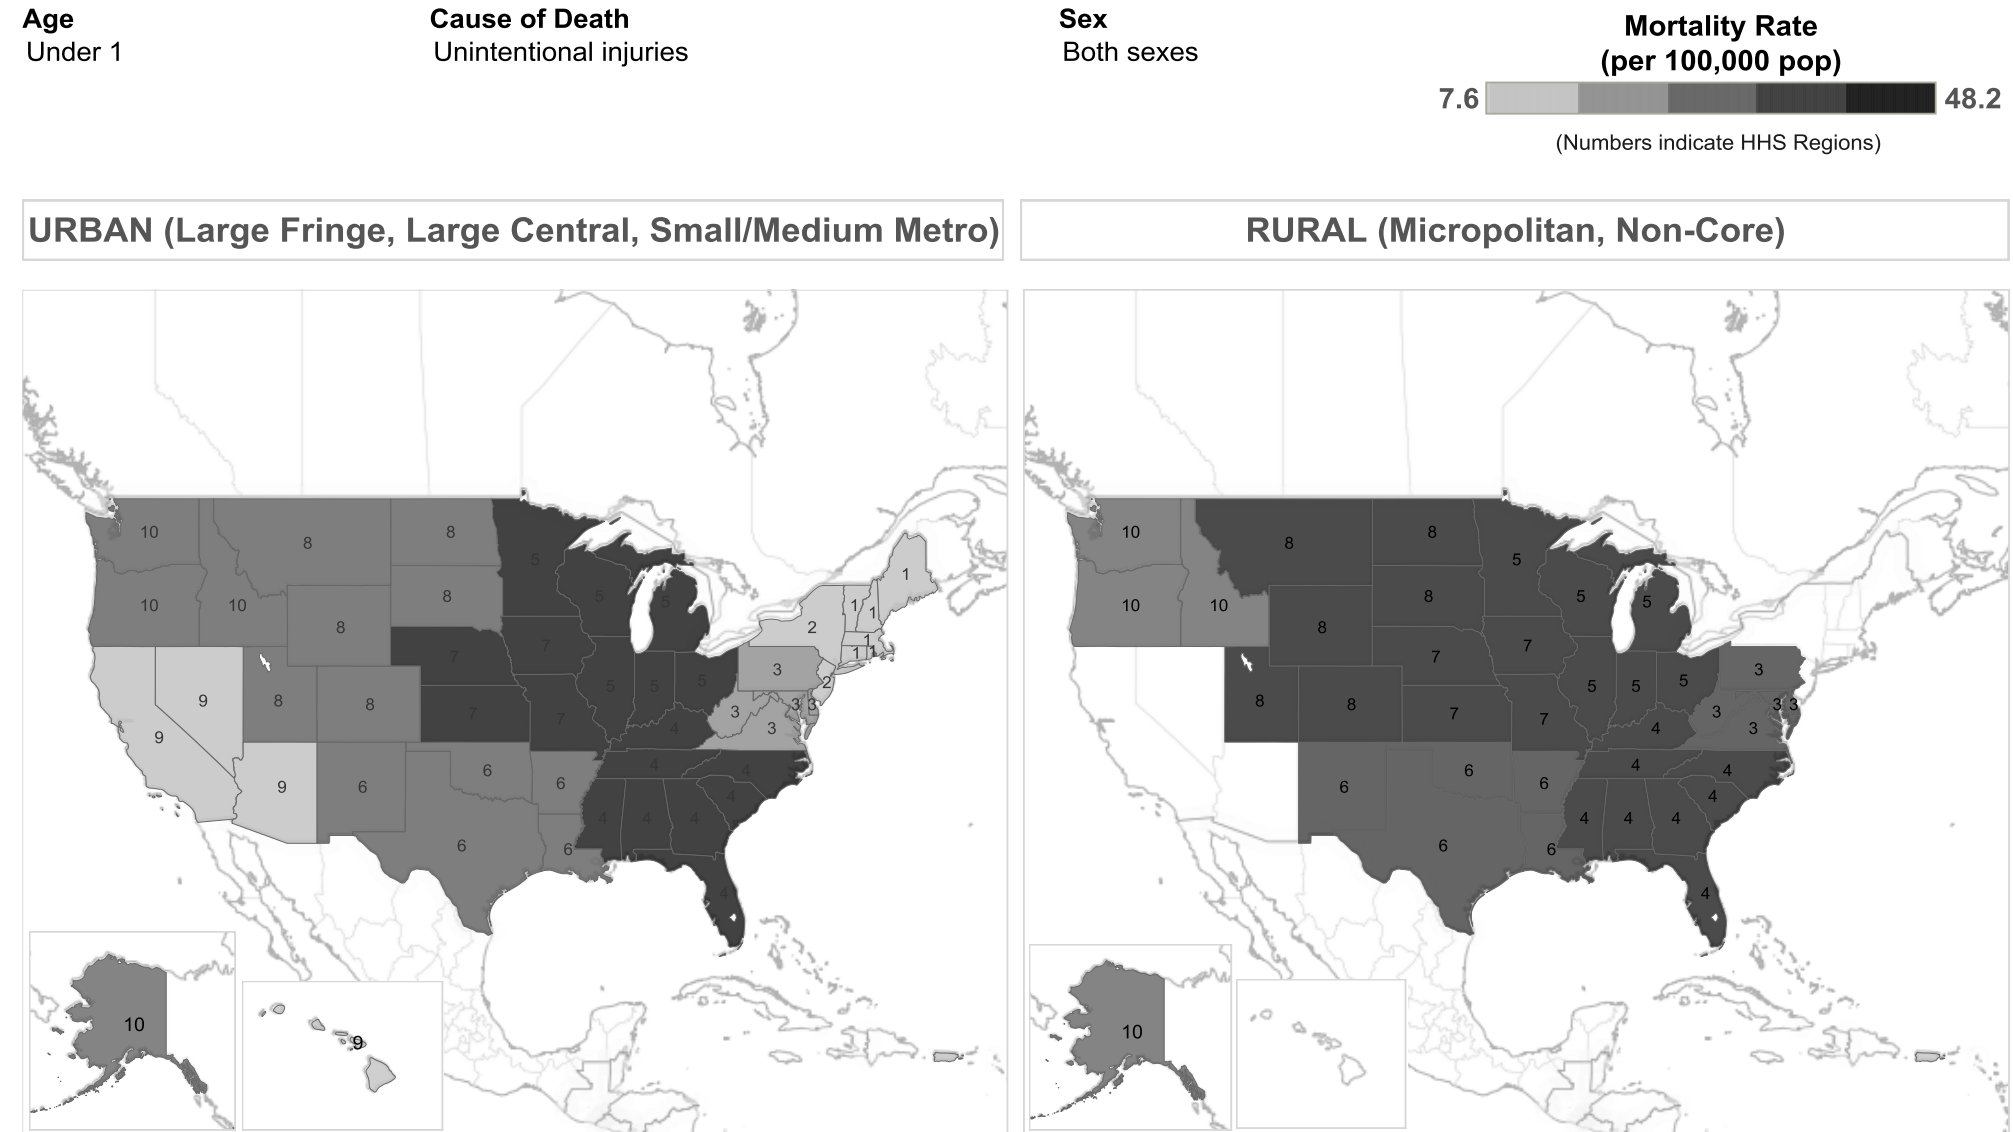 Age
Under 1
Cause of Death
Unintentional injuries
Sex
Both sexes
Mortality Rate
(per 100,000 pop)
7.6 48.2
(Numbers indicate HHS Regions)
URBAN (Large Fringe, Large Central, Small/Medium Metro)
10 8 8 5
10 10 8 8 5 5
2 1 1 1 1 1 1
7 7 3 2
9 9 8 8 7 7 5 5 5 3 3 3 3
4
9 6 6 6 4 4 4
4 4 4
6 6
4
10
9
RURAL (Micropolitan, Non-Core)
10 8 8 5
10 10 8 8 5 5
7 7 3
8 8 7 7 5 5 5 3 3 3 3
4
6 6 6 4 4 4
4 4 4
6 6
4
10